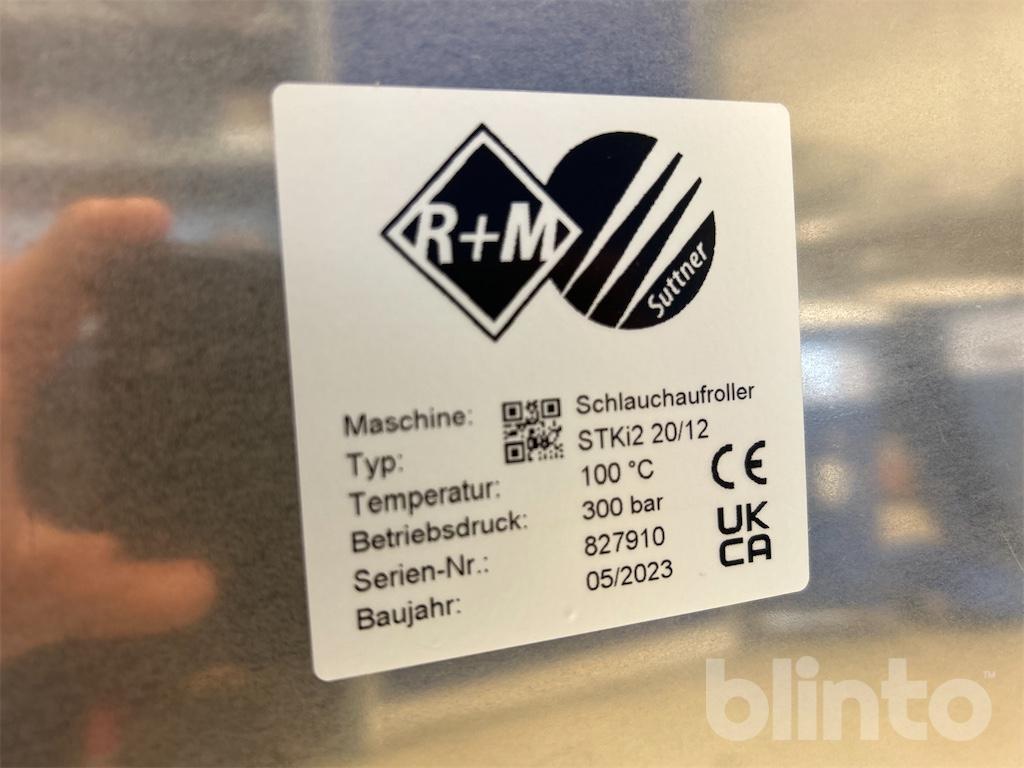 R+M
Suttner
Maschine: Schlauchaufroller
Typ: STKi2 20/12
Temperatur: 100 °C
Betriebsdruck: 300 bar
Serien-Nr.: 827910
Baujahr: 05/2023
CE
UK
CA
blinto™